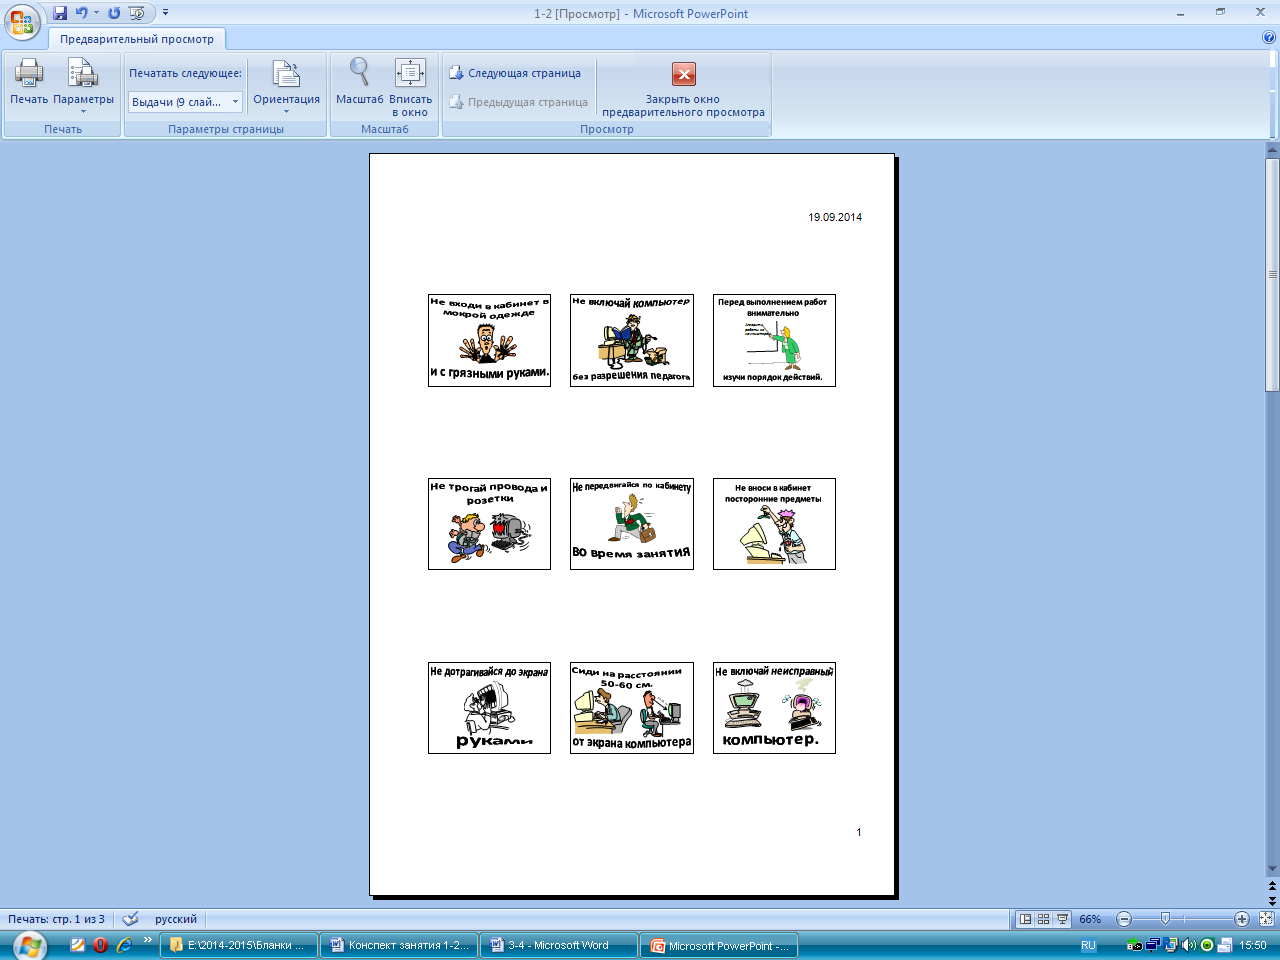 1-2 [Просмотр] - Microsoft PowerPoint
Предварительный просмотр
Печать
Параметры
Печатать следующее:
Выдачи (9 слай...
Ориентация
Масштаб
Вписать
в окно
Следующая страница
Предыдущая страница
Закрыть окно
предварительного просмотра
Печать
Параметры страницы
Масштаб
Просмотр
19.09.2014
Не входи в кабинет в
мокрой одежде
и с грязными руками.
Не включай компьютер
без разрешения педагога
Перед выполнением работ
внимательно
изучи порядок действий.
Не трогай провода и
розетки
Не передвигайся по кабинету
во время занятия
Не вноси в кабинет
посторонние предметы
Не дотрагивайся до экрана
руками
Сиди на расстоянии
50-60 см.
от экрана компьютера
Не включай неисправный
компьютер.
1
Печать: стр. 1 из 3
русский
66%
E:\2014-2015\Бланки ...
Конспект занятия 1-2...
3-4 - Microsoft Word
Microsoft PowerPoint -...
RU
15:50